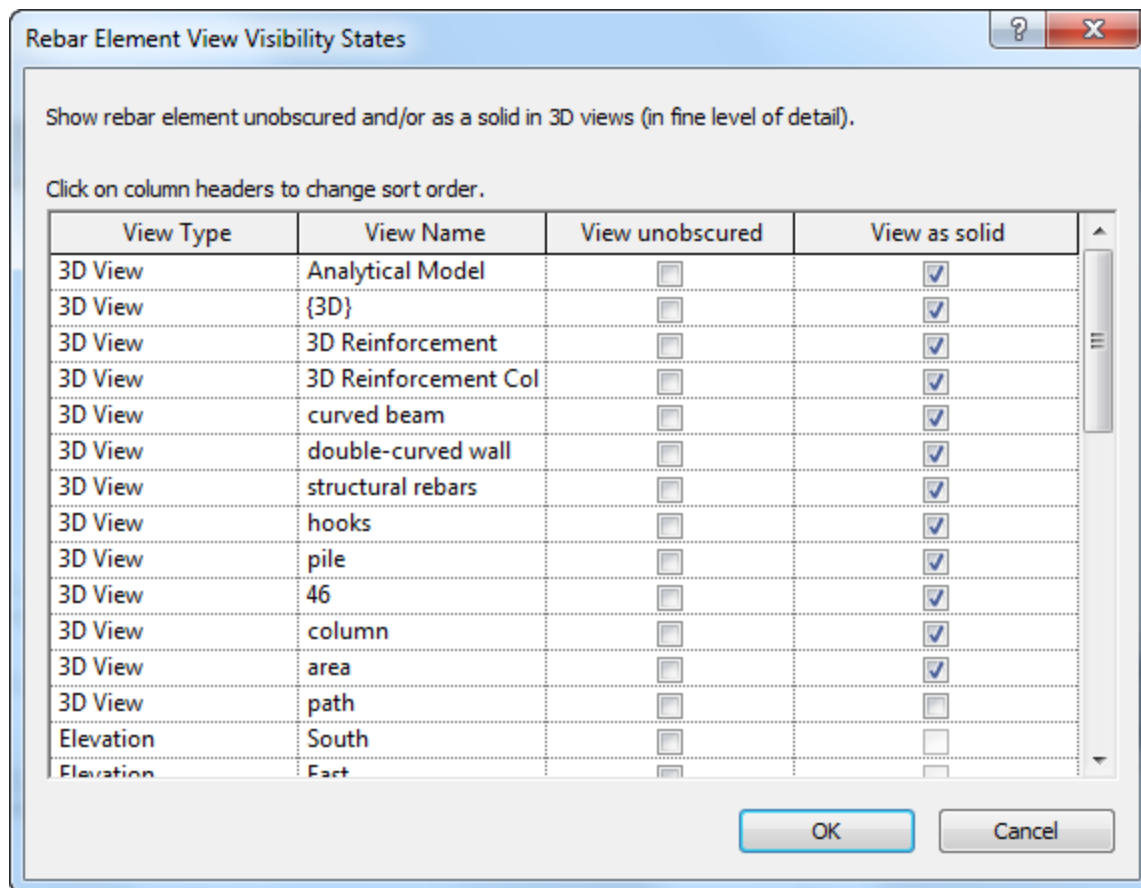 Rebar Element View Visibility States
Show rebar element unobscured and/or as a solid in 3D views (in fine level of detail).
Click on column headers to change sort order.
View Type View Name View unobscured View as solid
3D View Analytical Model
3D View {3D}
3D View 3D Reinforcement
3D View 3D Reinforcement Col
3D View curved beam
3D View double-curved wall
3D View structural rebars
3D View hooks
3D View pile
3D View 46
3D View column
3D View area
3D View path
Elevation South
Elevation East
OK Cancel